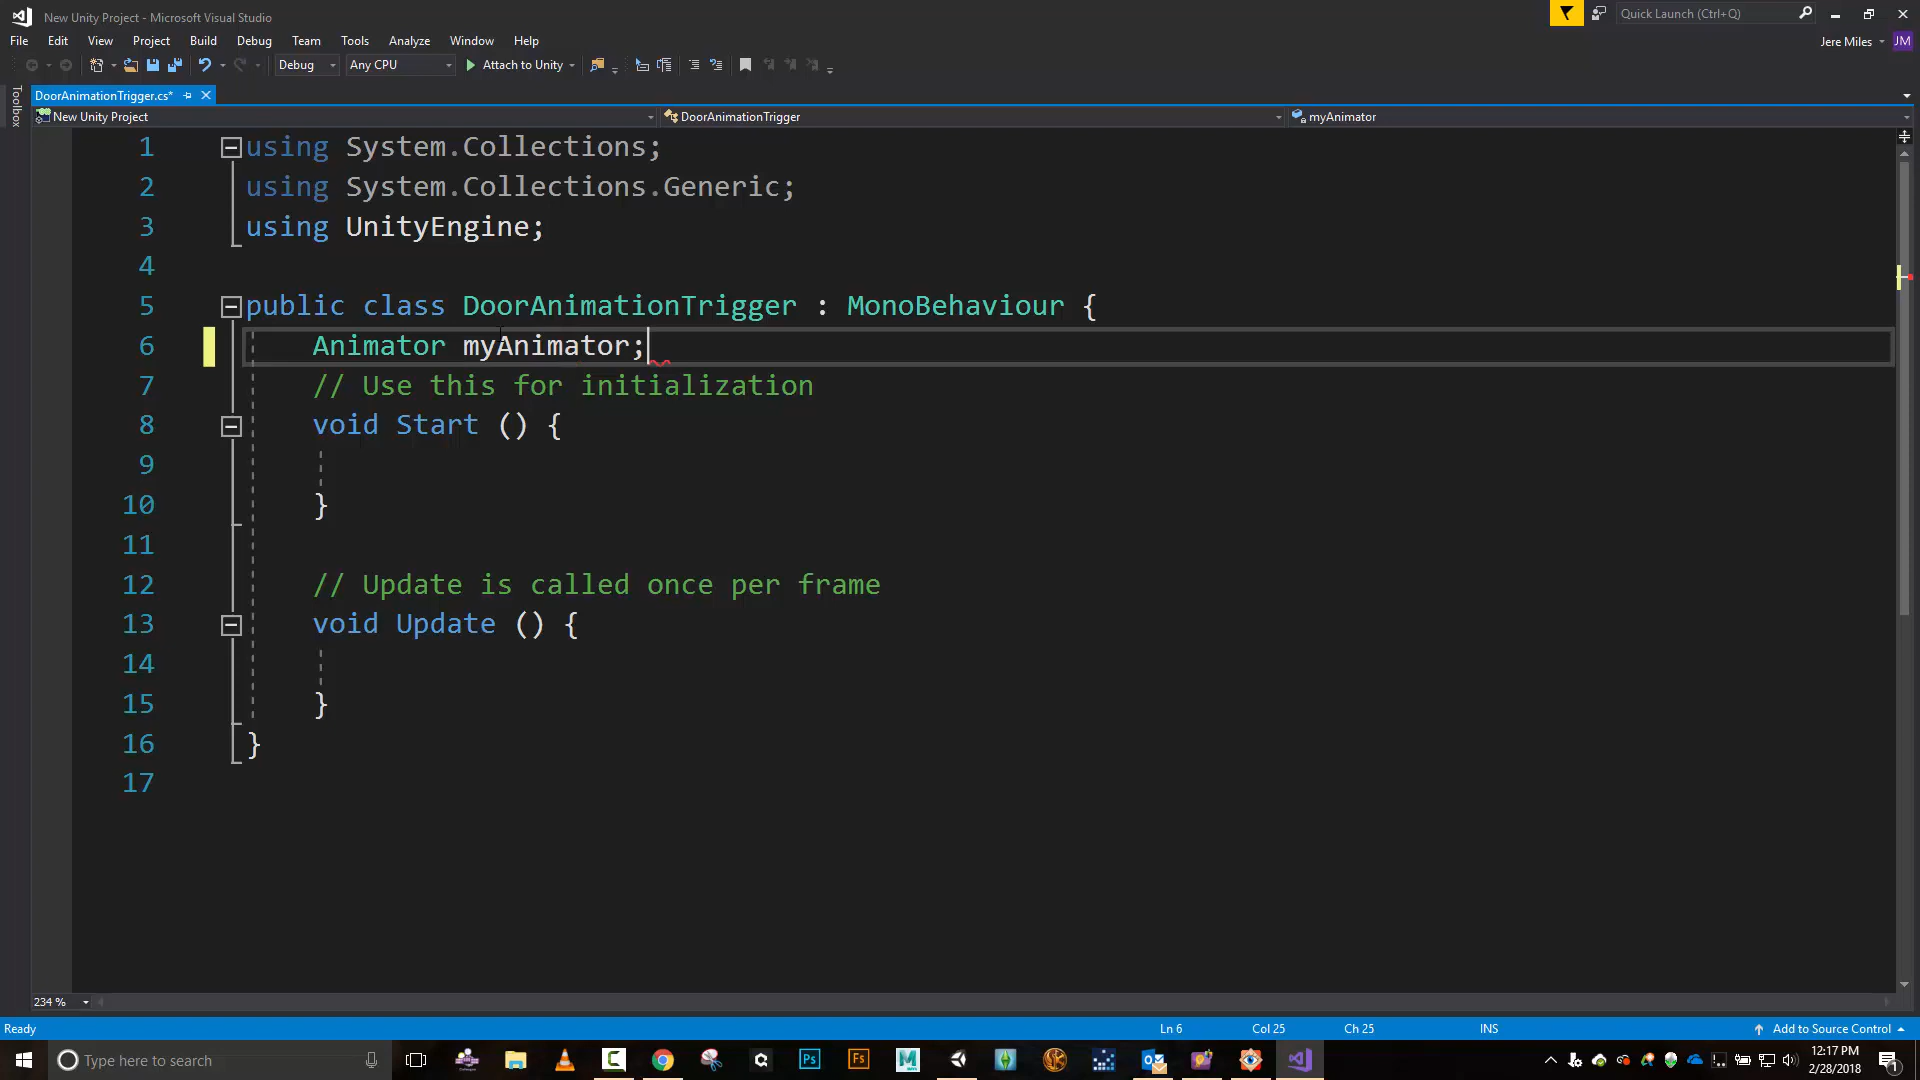 New Unity Project - Microsoft Visual Studio
Quick Launch (Ctrl+Q)
File Edit View Project Build Debug Team Tools Analyze Window Help
Jere Miles JM
Debug Any CPU Attach to Unity
Toolbox
DoorAnimationTrigger.cs*
New Unity Project DoorAnimationTrigger myAnimator
1 using System.Collections;
2 using System.Collections.Generic;
3 using UnityEngine;
4
5 public class DoorAnimationTrigger : MonoBehaviour {
6 Animator myAnimator;
7 // Use this for initialization
8 void Start () {
9
10 }
11
12 // Update is called once per frame
13 void Update () {
14
15 }
16 }
17
234 %
Ready Ln 6 Col 25 Ch 25 INS Add to Source Control
Type here to search
Ps Fs
12:17 PM
2/28/2018
1